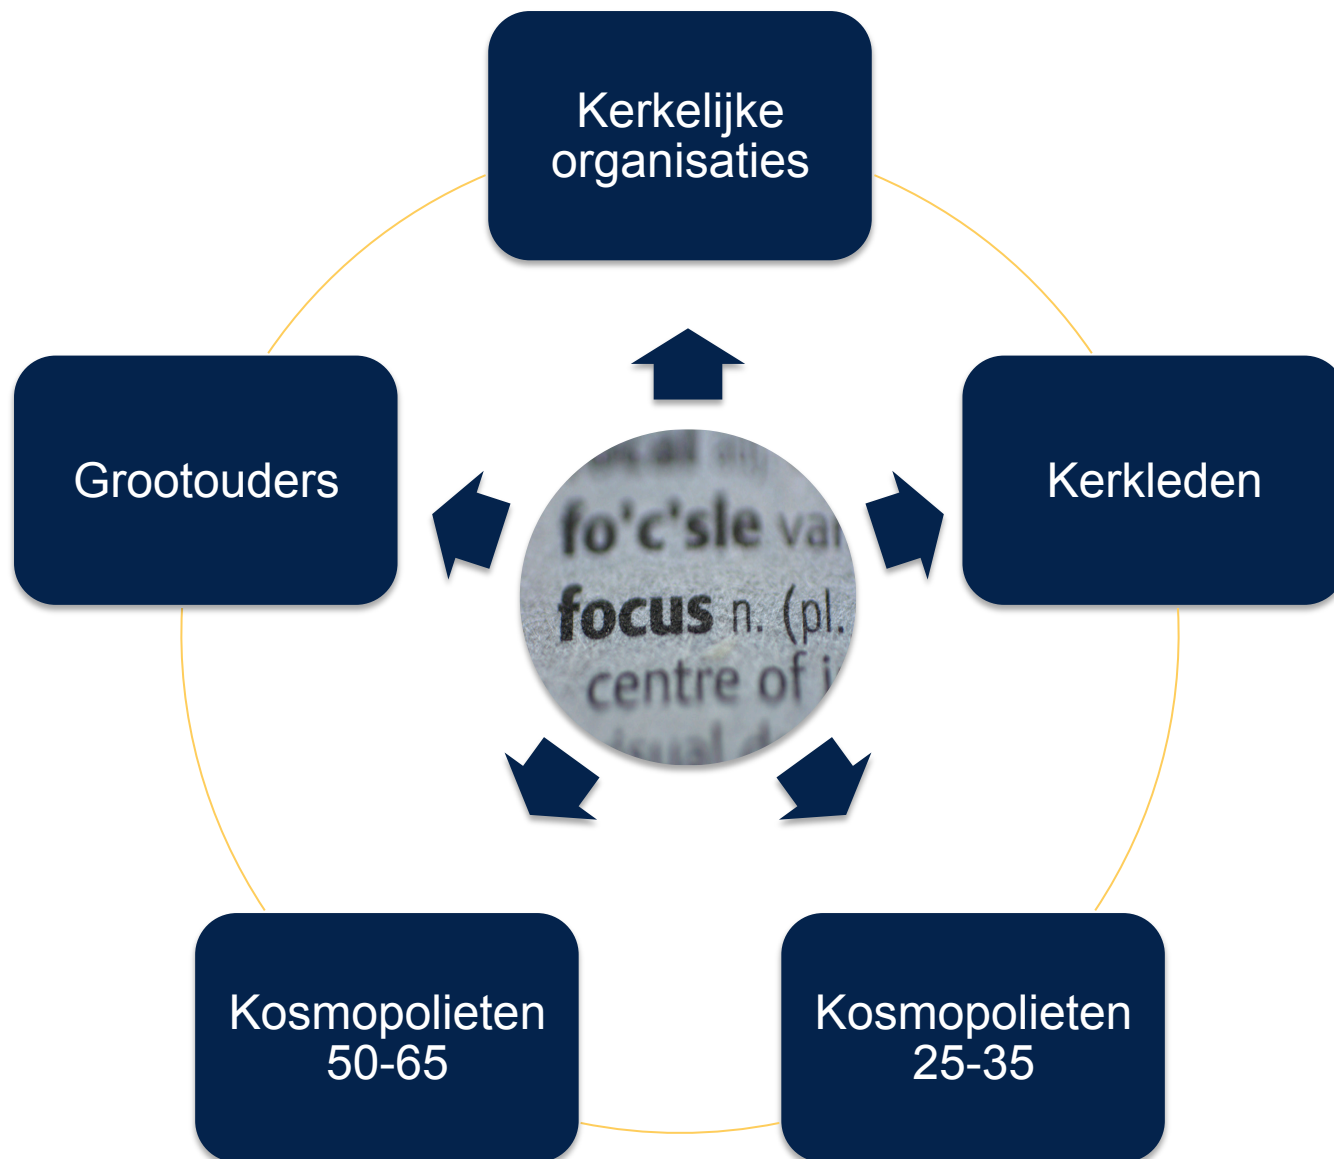 Kerkelijke
organisaties
Grootouders
Kerkleden
fo'c'sle
focus n. (pl.
centre of
Kosmopolieten
50-65
Kosmopolieten
25-35